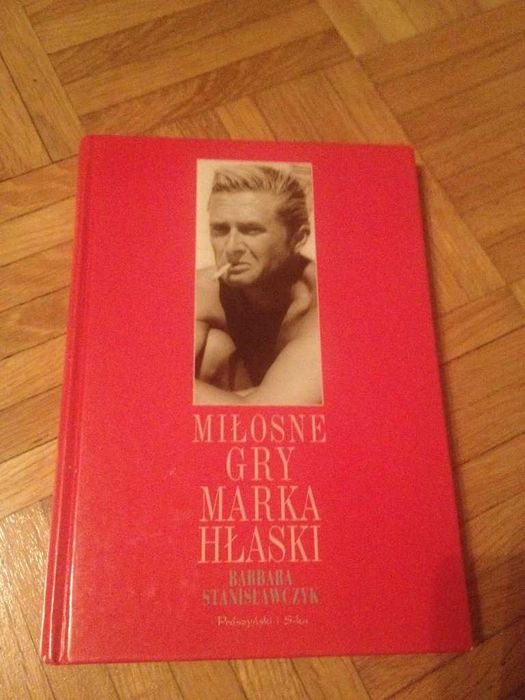 MIŁOSNE
GRY
MARKA
HŁASKI
BARBARA
STANISŁAWCZYK
Prószyński i S-ka